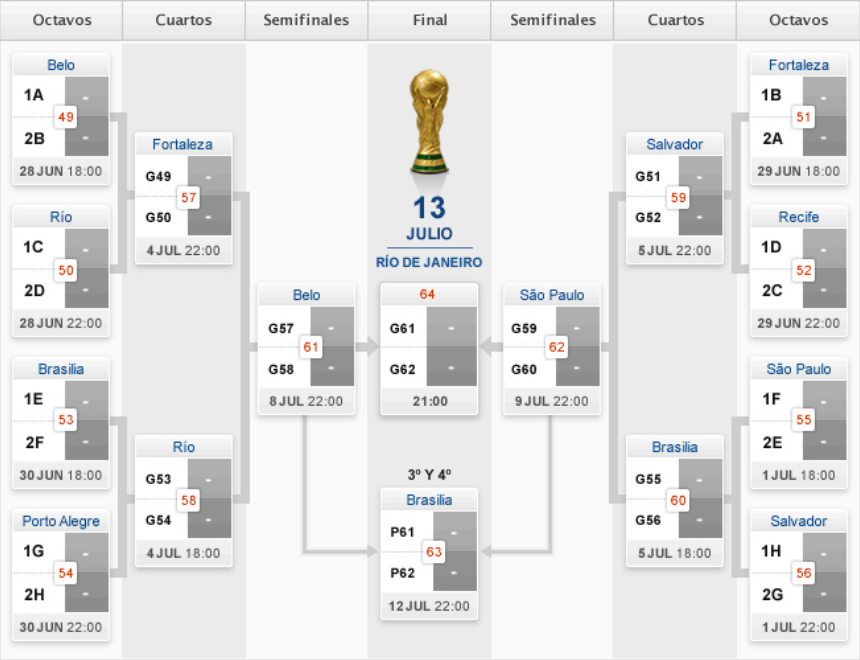 Octavos
Cuartos
Semifinales
Final
Semifinales
Cuartos
Octavos
Belo
1A -
49
2B -
28 JUN 18:00
Río
1C -
50
2D -
28 JUN 22:00
Brasilia
1E -
53
2F -
30 JUN 18:00
Porto Alegre
1G -
54
2H -
30 JUN 22:00
Fortaleza
G49 -
57
G50 -
4 JUL 22:00
Río
G53 -
58
G54 -
4 JUL 18:00
Belo
G57 -
61
G58 -
8 JUL 22:00
13
JULIO
RÍO DE JANEIRO
64
G61 -
G62 -
21:00
3º Y 4º
Brasilia
P61 -
63
P62 -
12 JUL 22:00
São Paulo
G59 -
62
G60 -
9 JUL 22:00
Salvador
G51 -
59
G52 -
5 JUL 22:00
Brasilia
G55 -
60
G56 -
5 JUL 18:00
Fortaleza
1B -
51
2A -
29 JUN 18:00
Recife
1D -
52
2C -
29 JUN 22:00
São Paulo
1F -
55
2E -
1 JUL 18:00
Salvador
1H -
56
2G -
1 JUL 22:00